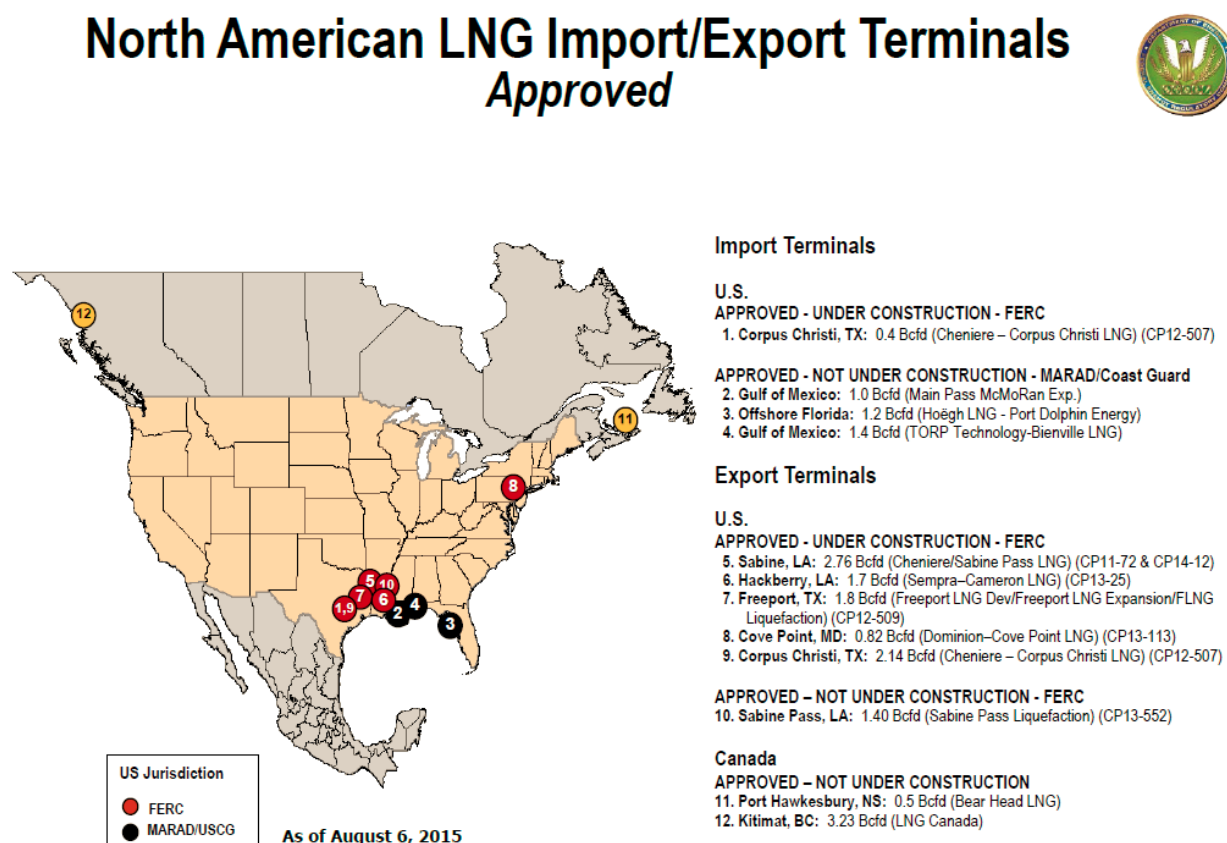 North American LNG Import/Export Terminals
Approved
Import Terminals
U.S.
APPROVED - UNDER CONSTRUCTION - FERC
1. Corpus Christi, TX: 0.4 Bcfd (Cheniere – Corpus Christi LNG) (CP12-507)
APPROVED - NOT UNDER CONSTRUCTION - MARAD/Coast Guard
2. Gulf of Mexico: 1.0 Bcfd (Main Pass McMoRan Exp.)
3. Offshore Florida: 1.2 Bcfd (Hoëgh LNG - Port Dolphin Energy)
4. Gulf of Mexico: 1.4 Bcfd (TORP Technology-Bienville LNG)
Export Terminals
U.S.
APPROVED - UNDER CONSTRUCTION - FERC
5. Sabine, LA: 2.76 Bcfd (Cheniere/Sabine Pass LNG) (CP11-72 & CP14-12)
6. Hackberry, LA: 1.7 Bcfd (Sempra–Cameron LNG) (CP13-25)
7. Freeport, TX: 1.8 Bcfd (Freeport LNG Dev/Freeport LNG Expansion/FLNG
Liquefaction) (CP12-509)
8. Cove Point, MD: 0.82 Bcfd (Dominion–Cove Point LNG) (CP13-113)
9. Corpus Christi, TX: 2.14 Bcfd (Cheniere – Corpus Christi LNG) (CP12-507)
APPROVED – NOT UNDER CONSTRUCTION - FERC
10. Sabine Pass, LA: 1.40 Bcfd (Sabine Pass Liquefaction) (CP13-552)
Canada
APPROVED – NOT UNDER CONSTRUCTION
11. Port Hawkesbury, NS: 0.5 Bcfd (Bear Head LNG)
12. Kitimat, BC: 3.23 Bcfd (LNG Canada)
12
11
8
5
10
7
6
1,9
4
2
3
US Jurisdiction
FERC
MARAD/USCG
As of August 6, 2015